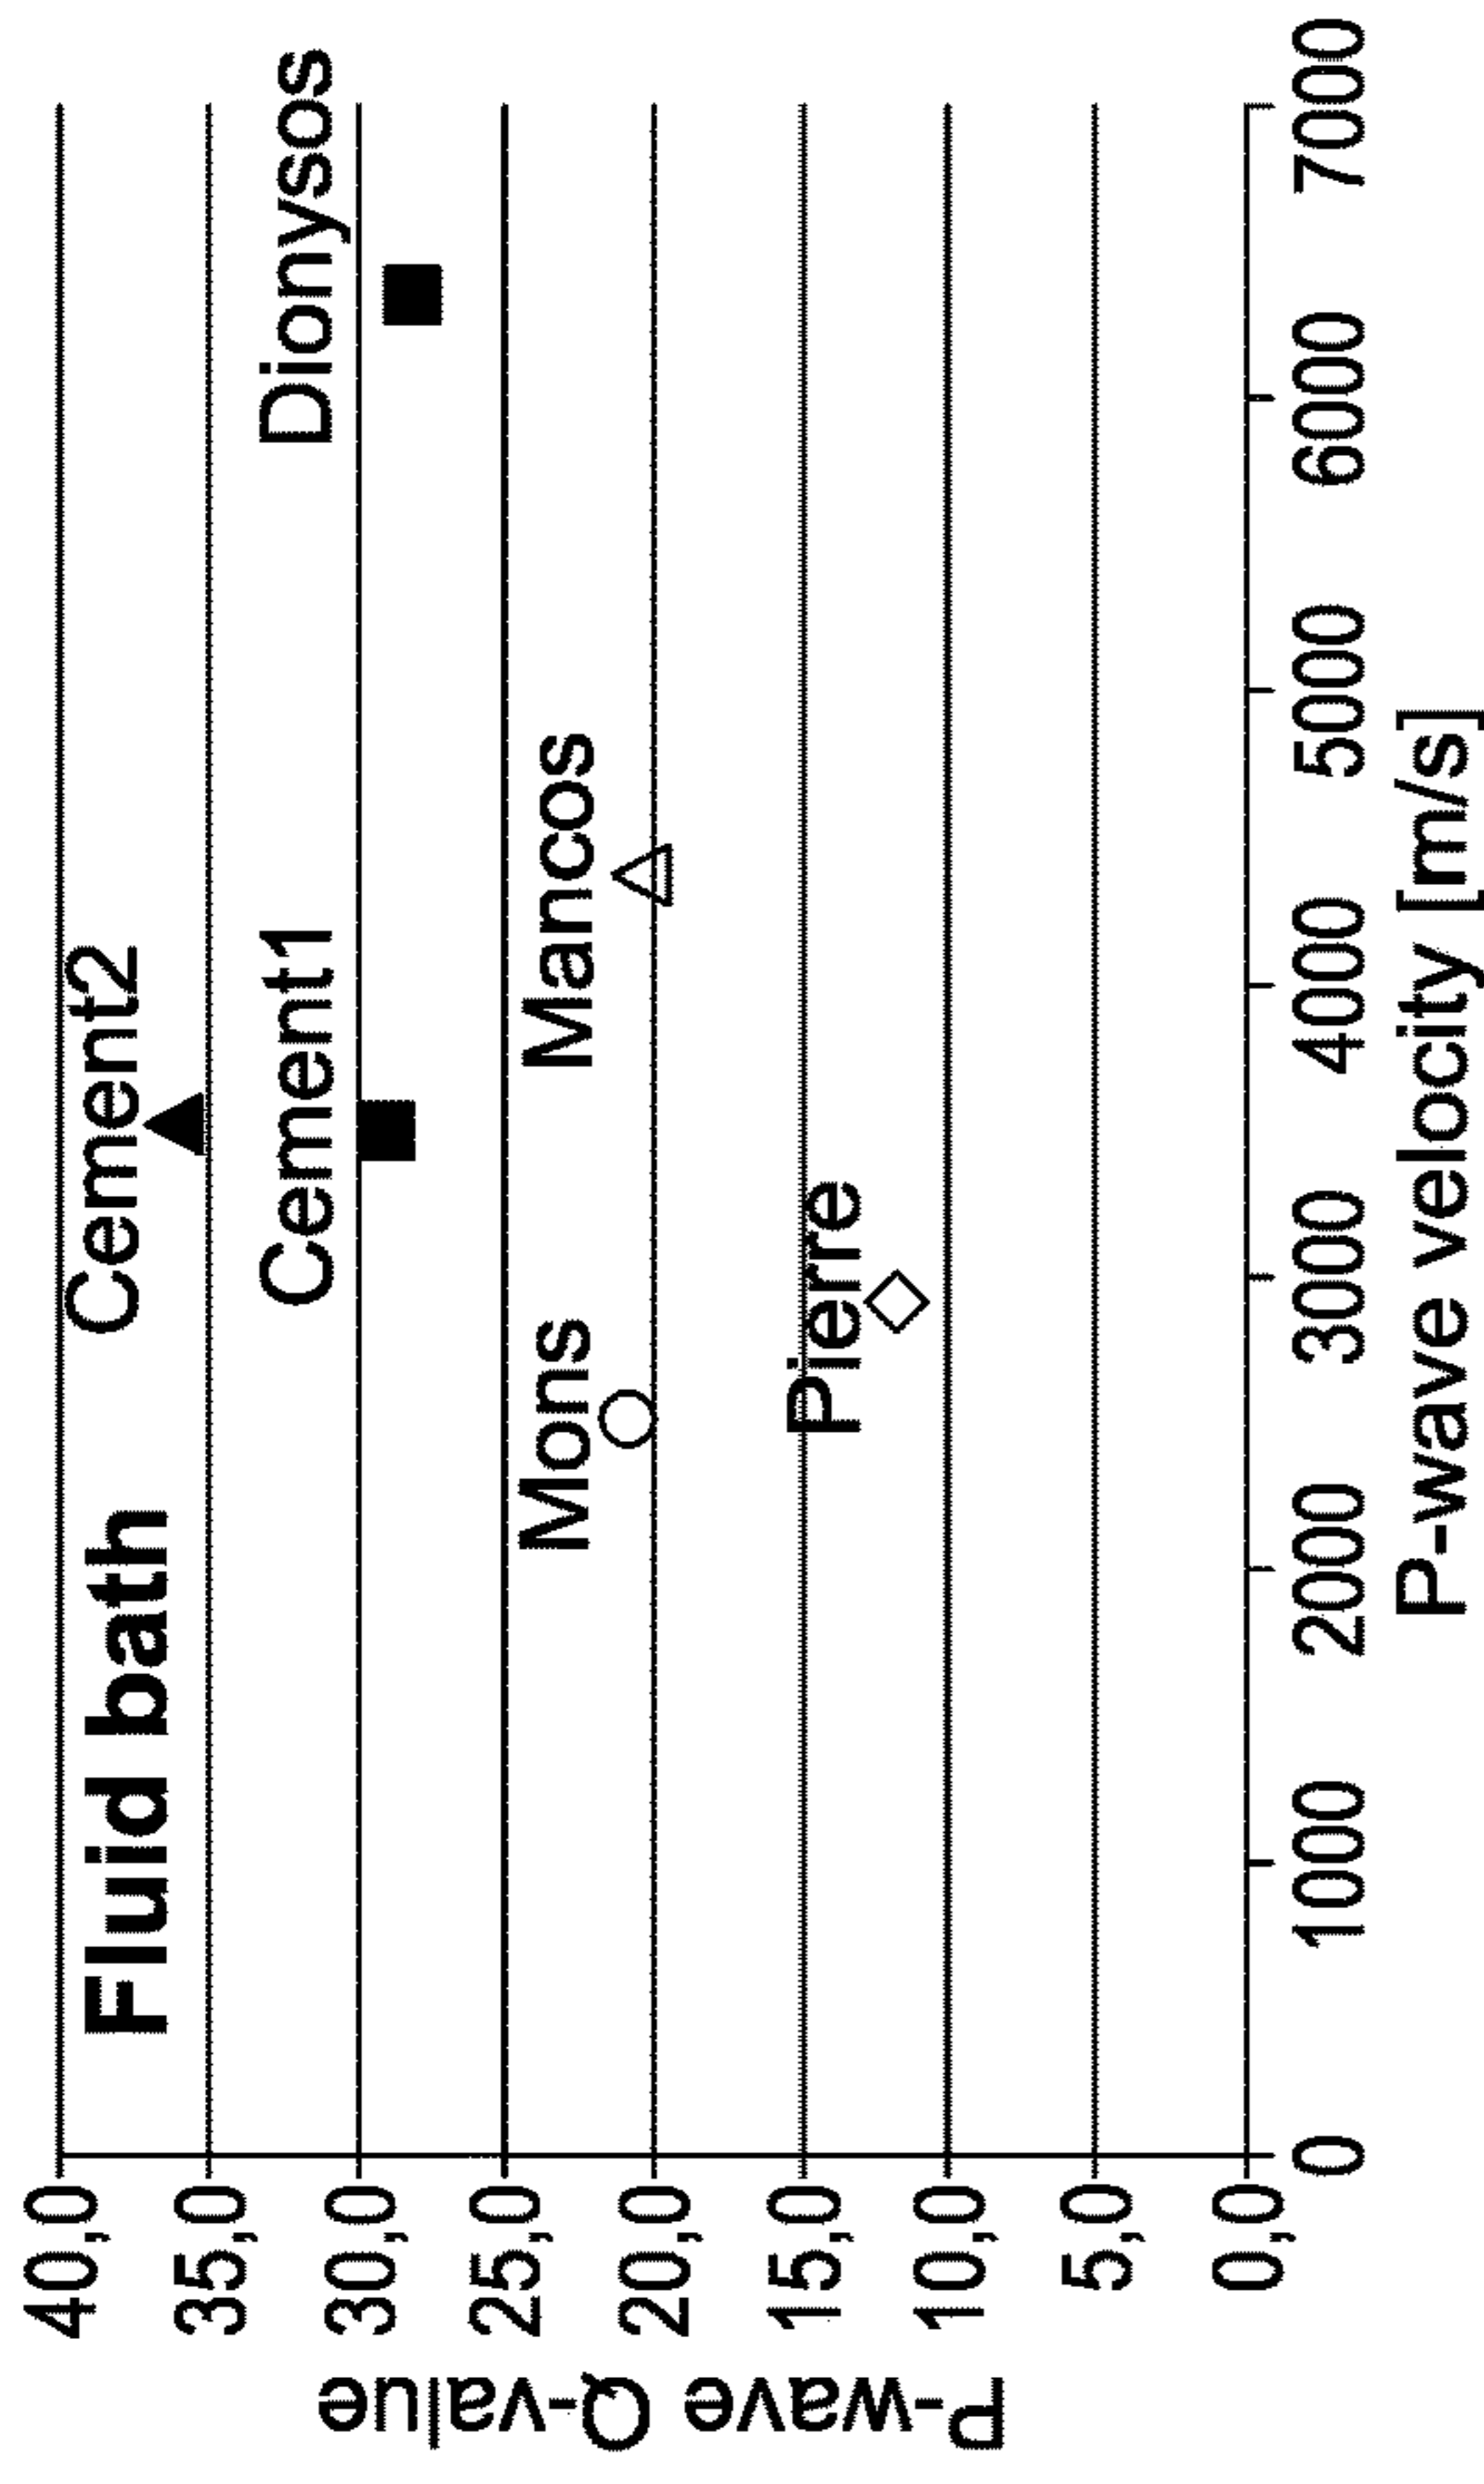 Fluid bath
Cement2
Cement1
Dionysos
Mons
Mancos
Pierre
P-wave Q-value
40,0
35,0
30,0
25,0
20,0
15,0
10,0
5,0
0,0
0
1000
2000
3000
4000
5000
6000
7000
P-wave velocity [m/s]